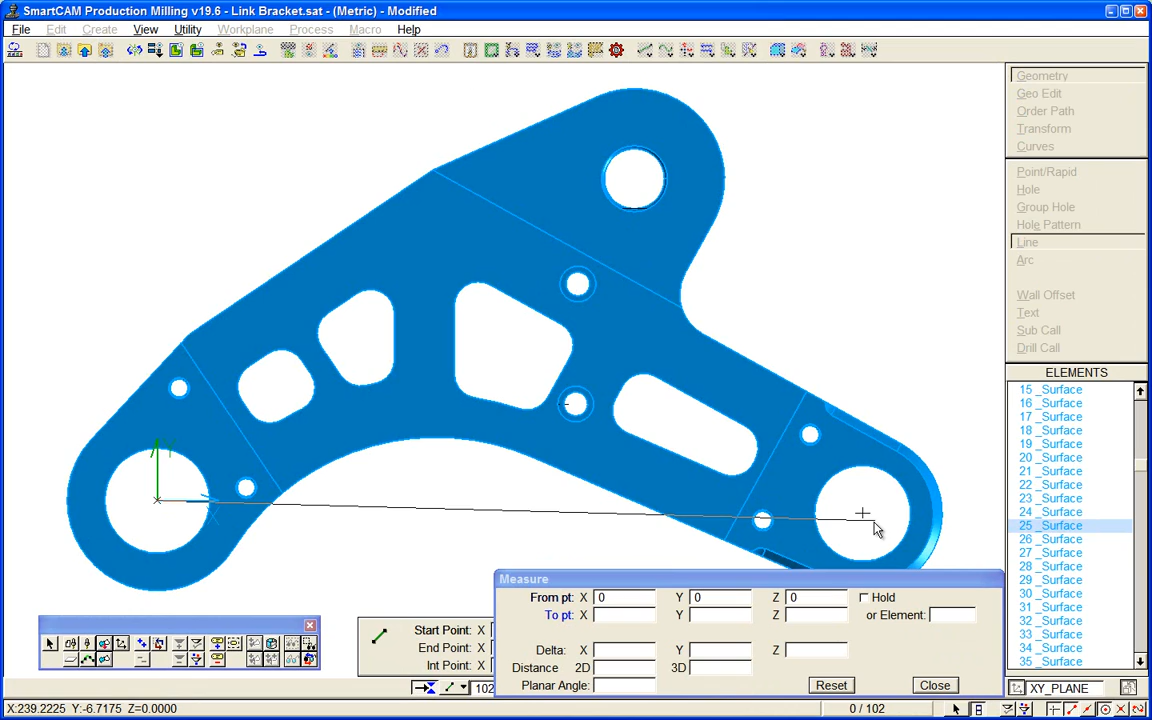 SmartCAM Production Milling v19.6 - Link Bracket.sat - (Metric) - Modified
File Edit Create View Utility Workplane Process Macro Help
Geometry
Geo Edit
Order Path
Transform
Curves
Point/Rapid
Hole
Group Hole
Hole Pattern
Line
Arc
Wall Offset
Text
Sub Call
Drill Call
ELEMENTS
15 _Surface
16 _Surface
17 _Surface
18 _Surface
19 _Surface
20 _Surface
21 _Surface
22 _Surface
23 _Surface
24 _Surface
25 _Surface
26 _Surface
27 _Surface
28 _Surface
29 _Surface
30 _Surface
31 _Surface
32 _Surface
33 _Surface
34 _Surface
35 _Surface
Y
X
Measure
From pt: X 0 Y 0 Z 0 Hold
To pt: X Y Z or Element:
Delta: X Y Z
Distance 2D 3D
Planar Angle: Reset Close
Start Point: X
End Point: X
Int Point: X
102
XY_PLANE
X:239.2225 Y:-6.7175 Z=0.0000 0 / 102